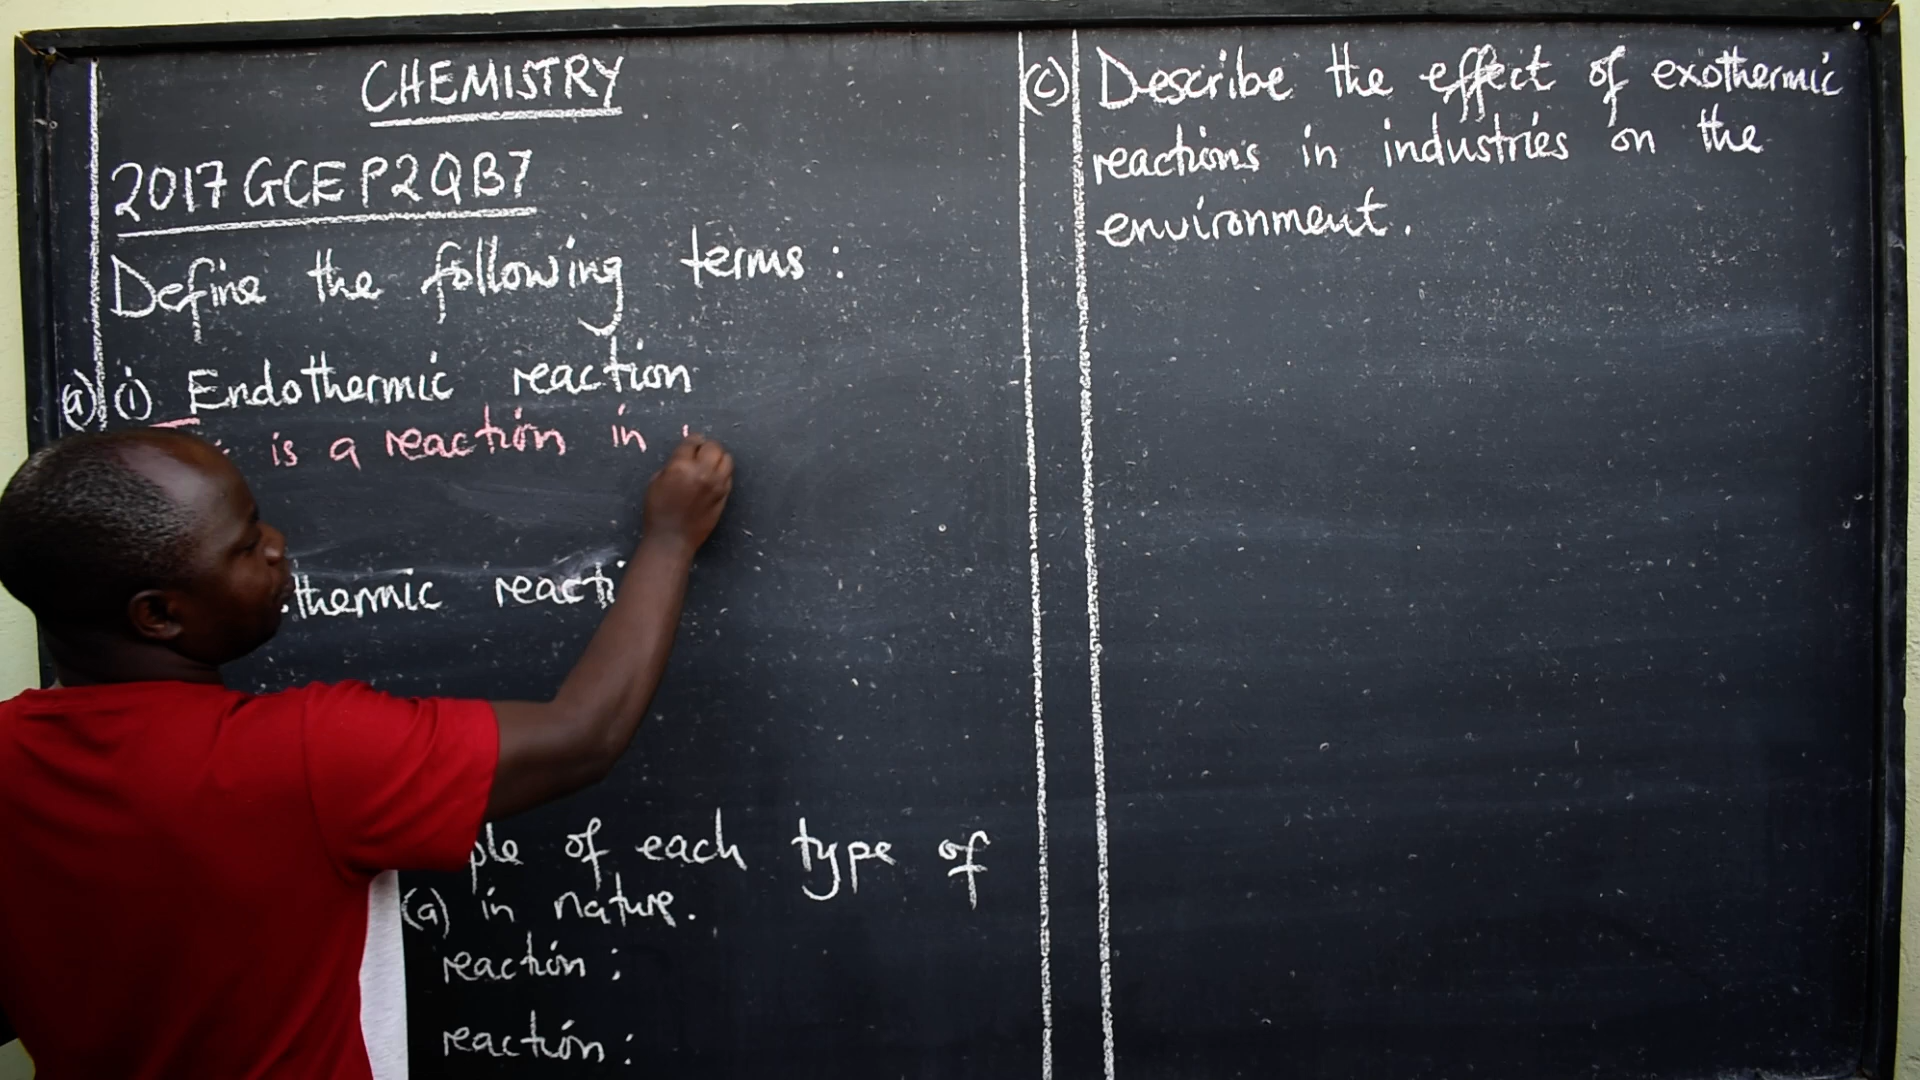 CHEMISTRY
2017 GCE P2 QB7
Define the following terms :
a) (i) Endothermic reaction
is a reaction in
thermic reacti
ple of each type of
(a) in nature.
reaction :
reaction :
(c) Describe the effect of exothermic
reactions in industries on the
environment.